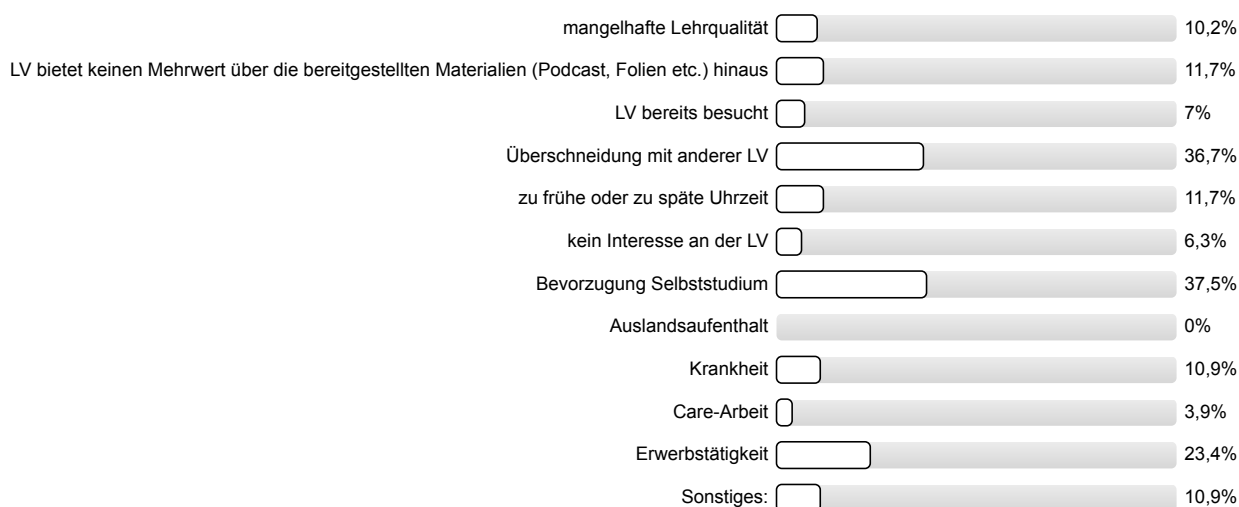 mangelhafte Lehrqualität 10,2%
LV bietet keinen Mehrwert über die bereitgestellten Materialien (Podcast, Folien etc.) hinaus 11,7%
LV bereits besucht 7%
Überschneidung mit anderer LV 36,7%
zu frühe oder zu späte Uhrzeit 11,7%
kein Interesse an der LV 6,3%
Bevorzugung Selbststudium 37,5%
Auslandsaufenthalt 0%
Krankheit 10,9%
Care-Arbeit 3,9%
Erwerbstätigkeit 23,4%
Sonstiges: 10,9%